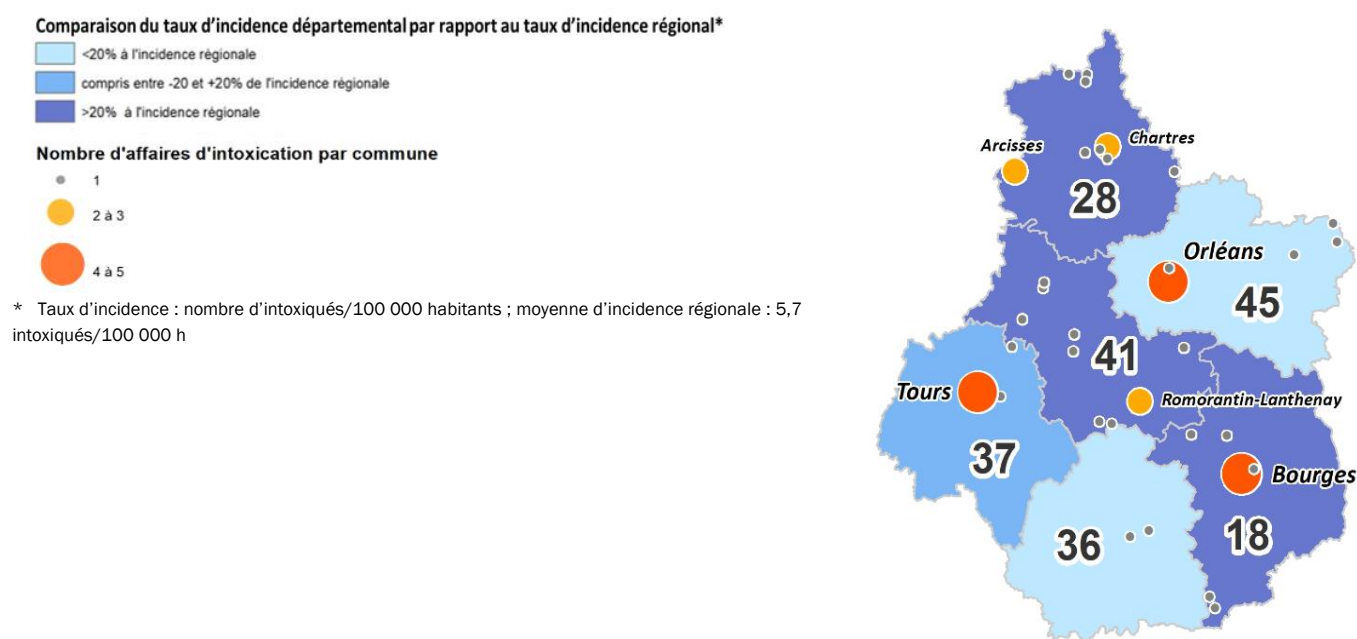 Comparaison du taux d'incidence départemental par rapport au taux d'incidence régional*
<20% à l'incidence régionale
compris entre -20 et +20% de l'incidence régionale
>20% à l'incidence régionale
Nombre d'affaires d'intoxication par commune
1
2 à 3
4 à 5
* Taux d'incidence : nombre d'intoxiqués/100 000 habitants ; moyenne d'incidence régionale : 5,7
intoxiqués/100 000 h
Arcisses
Chartres
28
Orléans
45
41
Tours
Romorantin-Lanthenay
37
Bourges
36
18